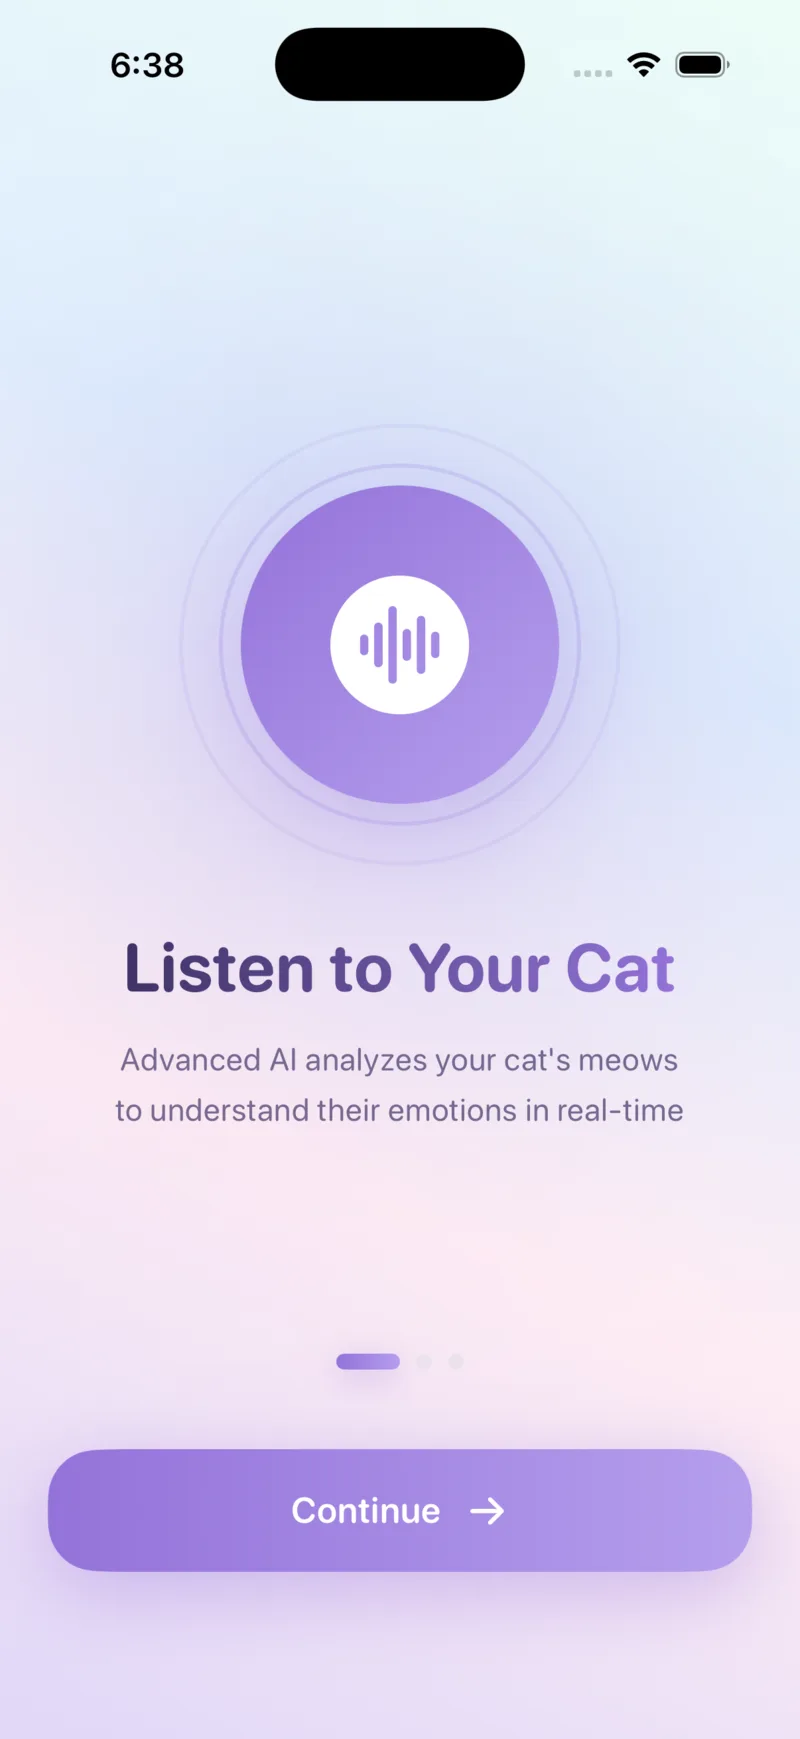 6:38
Listen to Your Cat
Advanced AI analyzes your cat's meows
to understand their emotions in real-time
Continue